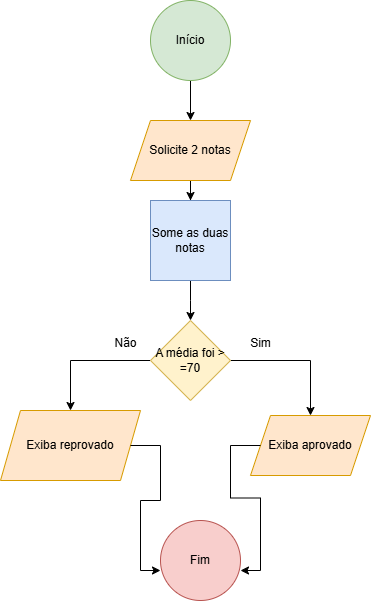 Início
Solicite 2 notas
Some as duas
notas
Não
Sim
A média foi >
=70
Exiba reprovado
Exiba aprovado
Fim